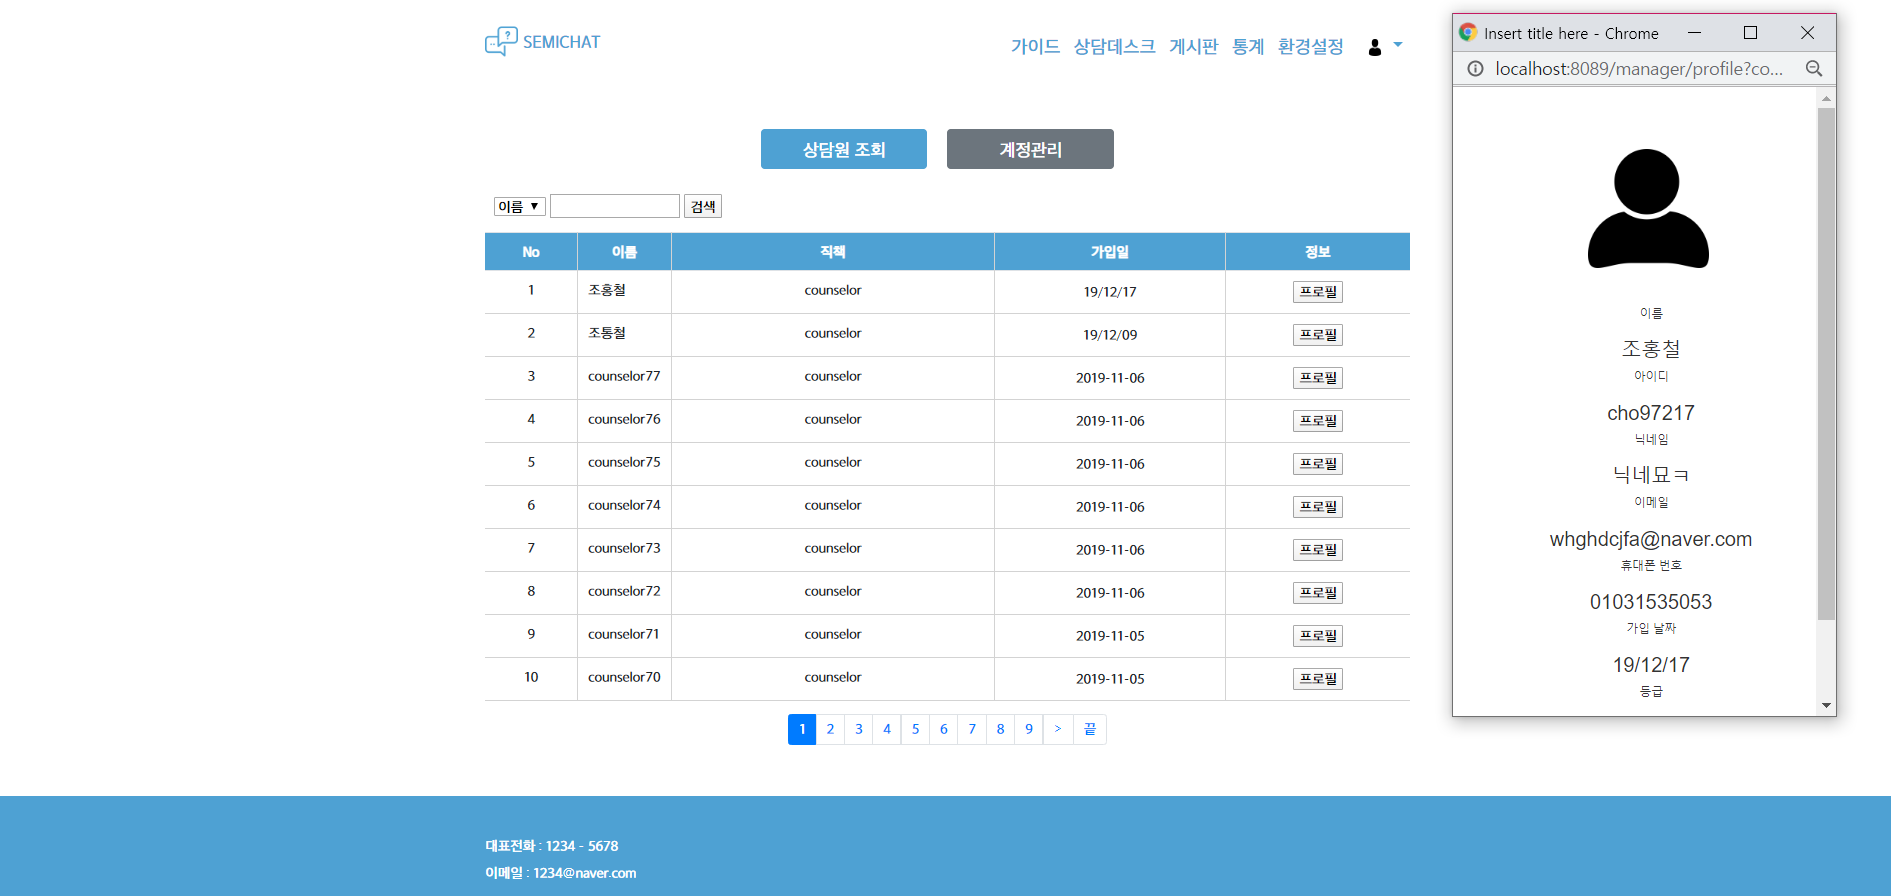 SEMICHAT
가이드 상담데스크 게시판 통계 환경설정
상담원 조회 계정관리
이름 ▼ 검색
No 이름 직책 가입일 정보
1 조홍철 counselor 19/12/17 프로필
2 조통철 counselor 19/12/09 프로필
3 counselor77 counselor 2019-11-06 프로필
4 counselor76 counselor 2019-11-06 프로필
5 counselor75 counselor 2019-11-06 프로필
6 counselor74 counselor 2019-11-06 프로필
7 counselor73 counselor 2019-11-06 프로필
8 counselor72 counselor 2019-11-06 프로필
9 counselor71 counselor 2019-11-05 프로필
10 counselor70 counselor 2019-11-05 프로필
1 2 3 4 5 6 7 8 9 > 끝
대표전화 : 1234 - 5678
이메일 : 1234@naver.com
Insert title here - Chrome
localhost:8089/manager/profile?co...
이름
조홍철
아이디
cho97217
닉네임
닉네묘ㅋ
이메일
whghdcjfa@naver.com
휴대폰 번호
01031535053
가입 날짜
19/12/17
등급